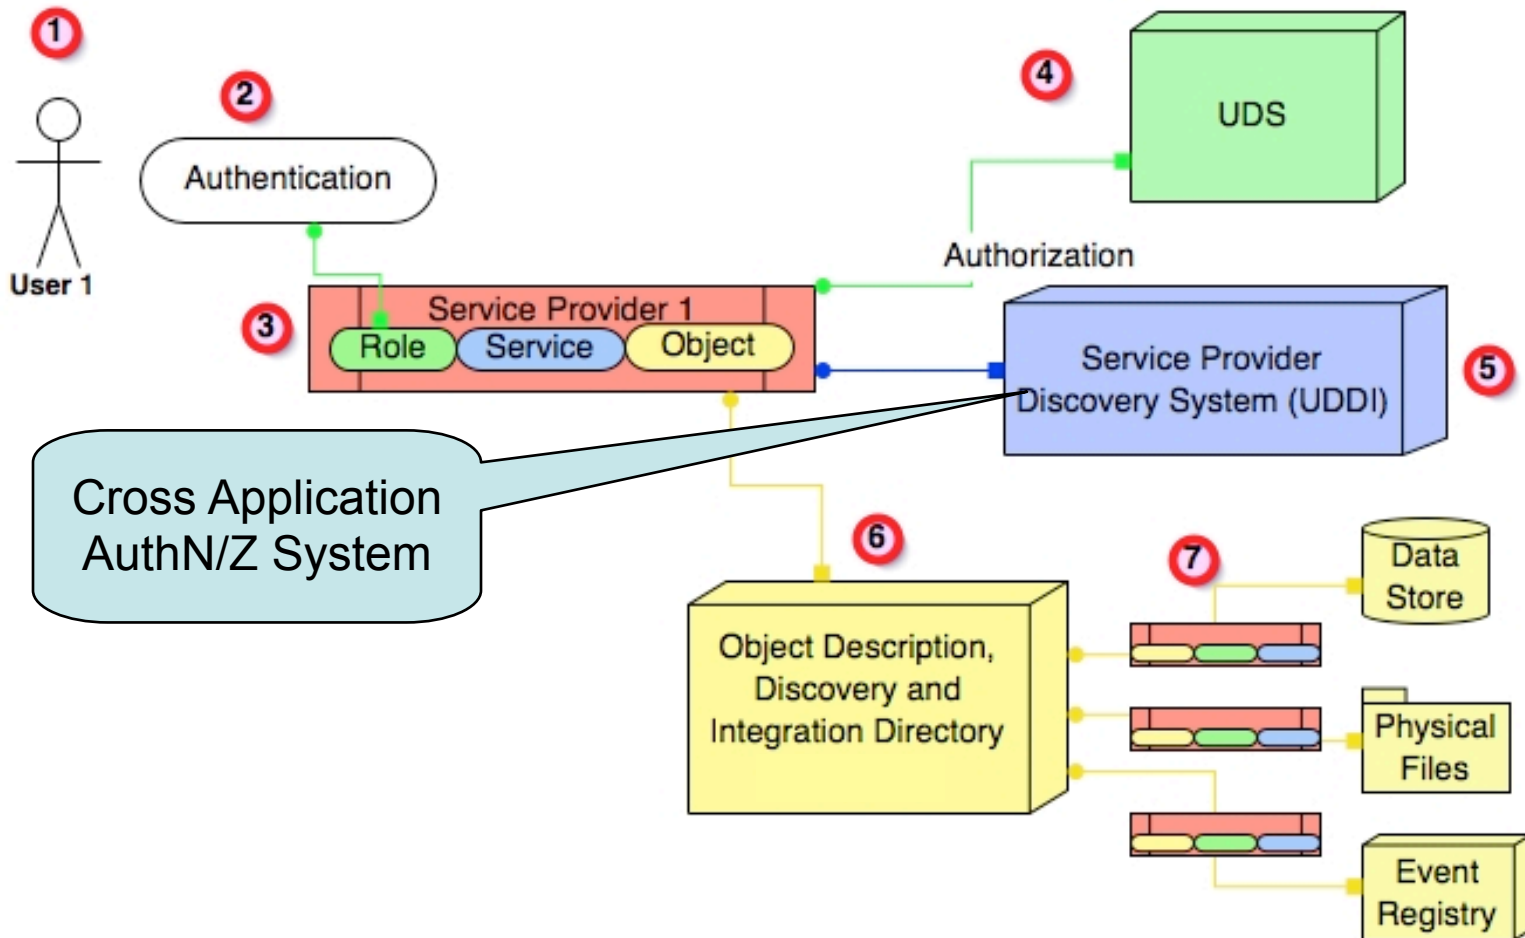 1
2
4
Authentication
UDS
User 1
Authorization
3
Service Provider 1
Role
Service
Object
Service Provider
Discovery System (UDDI)
5
Cross Application
AuthN/Z System
6
7
Object Description,
Discovery and
Integration Directory
Data
Store
Physical
Files
Event
Registry